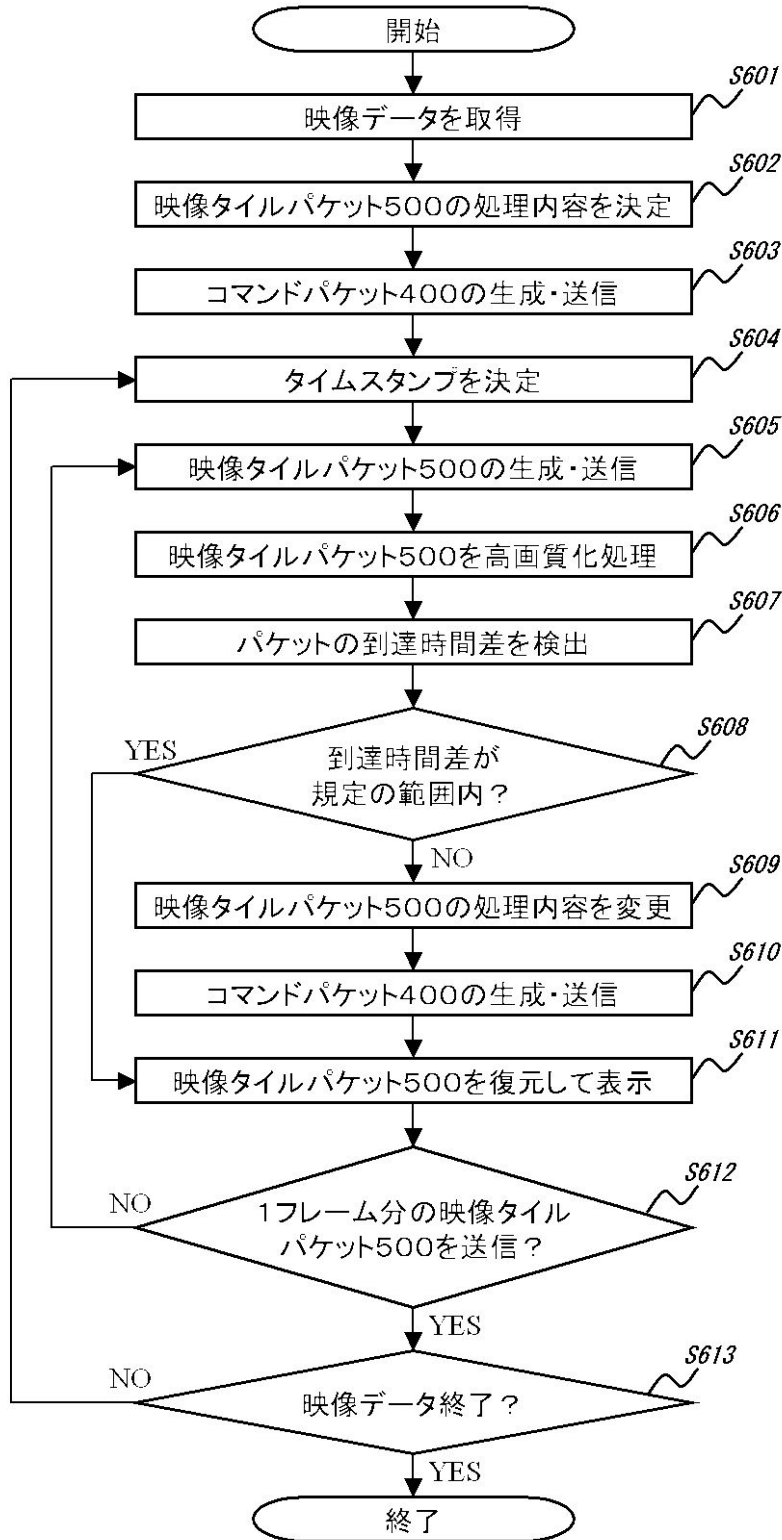 開始
S601
映像データを取得
S602
映像タイルパケット500の処理内容を決定
S603
コマンドパケット400の生成・送信
S604
タイムスタンプを決定
S605
映像タイルパケット500の生成・送信
S606
映像タイルパケット500を高画質化処理
S607
パケットの到達時間差を検出
S608
YES
到達時間差が
規定の範囲内?
NO
S609
映像タイルパケット500の処理内容を変更
S610
コマンドパケット400の生成・送信
S611
映像タイルパケット500を復元して表示
S612
NO
1フレーム分の映像タイル
パケット500を送信?
YES
S613
NO
映像データ終了?
YES
終了